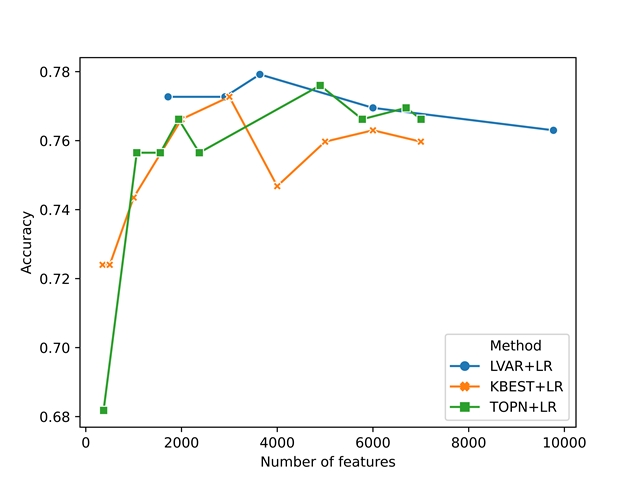 0.78
0.76
0.74
0.72
0.70
0.68
Accuracy
0 2000 4000 6000 8000 10000
Number of features
Method
LVAR+LR
KBEST+LR
TOPN+LR